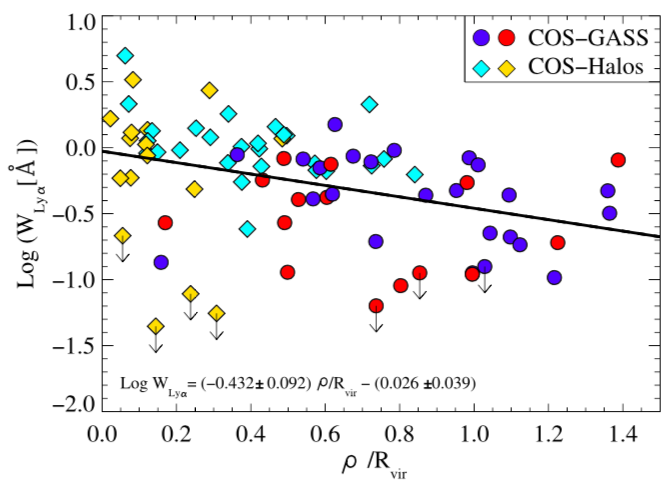 1.0
0.5
0.0
−0.5
−1.0
−1.5
−2.0
Log (W_Lyα [Å])
COS−GASS
COS−Halos
Log W_Lyα = (−0.432± 0.092) ρ/R_vir − (0.026 ±0.039)
0.0 0.2 0.4 0.6 0.8 1.0 1.2 1.4
ρ /R_vir